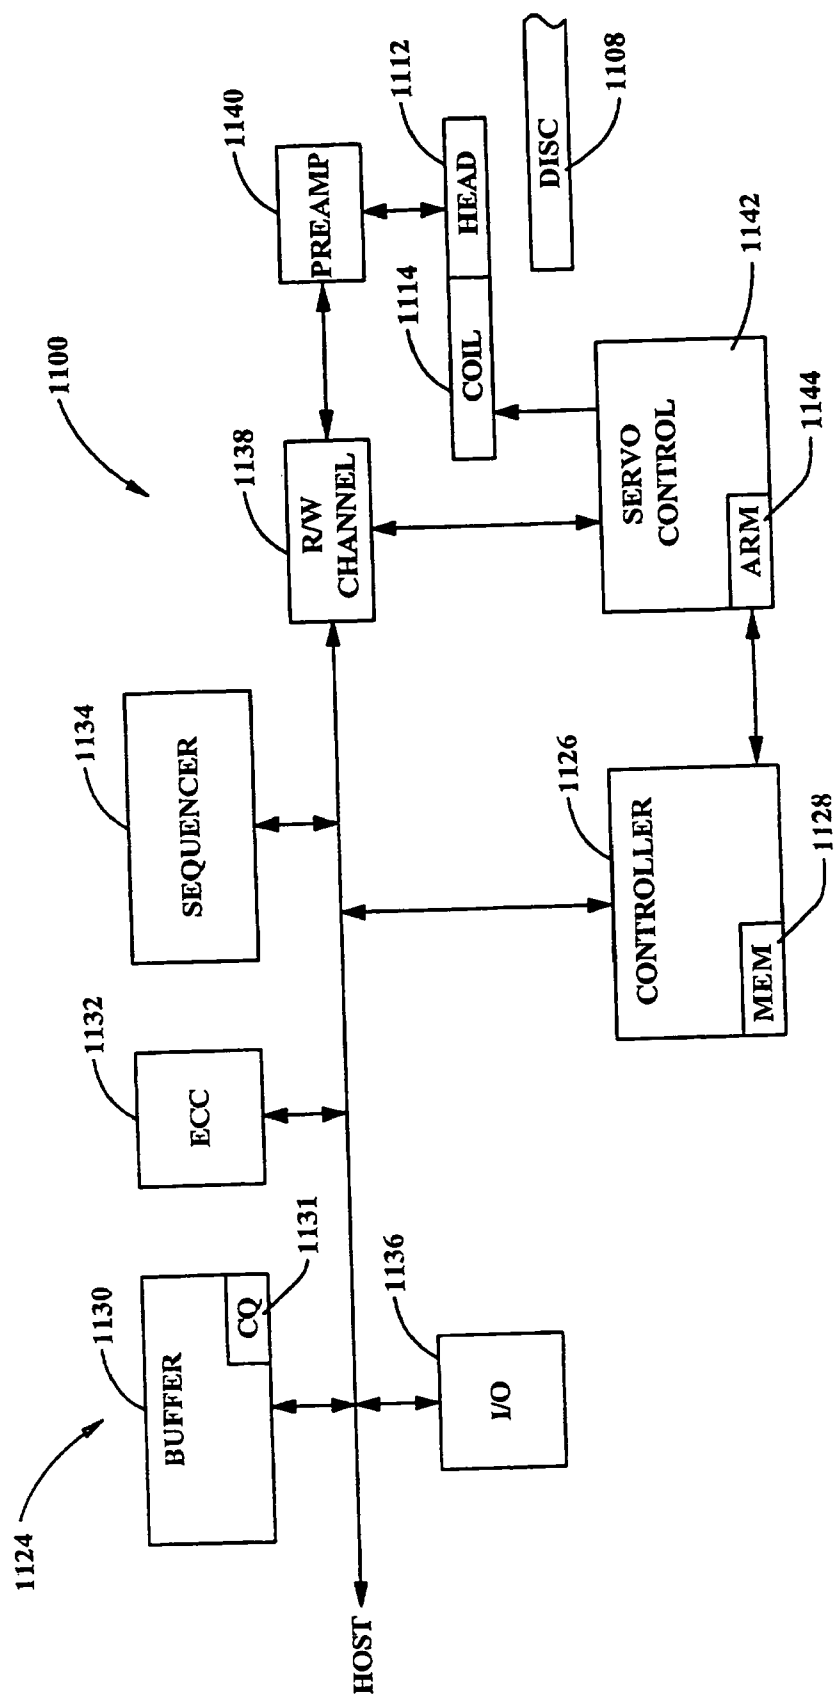 1124
1130
BUFFER
CQ
1131
1132
ECC
1134
SEQUENCER
1100
1138
R/W
CHANNEL
1140
PREAMP
1112
HEAD
1114
COIL
DISC
1108
HOST
1136
I/O
1126
CONTROLLER
MEM
1128
SERVO
CONTROL
ARM
1142
1144